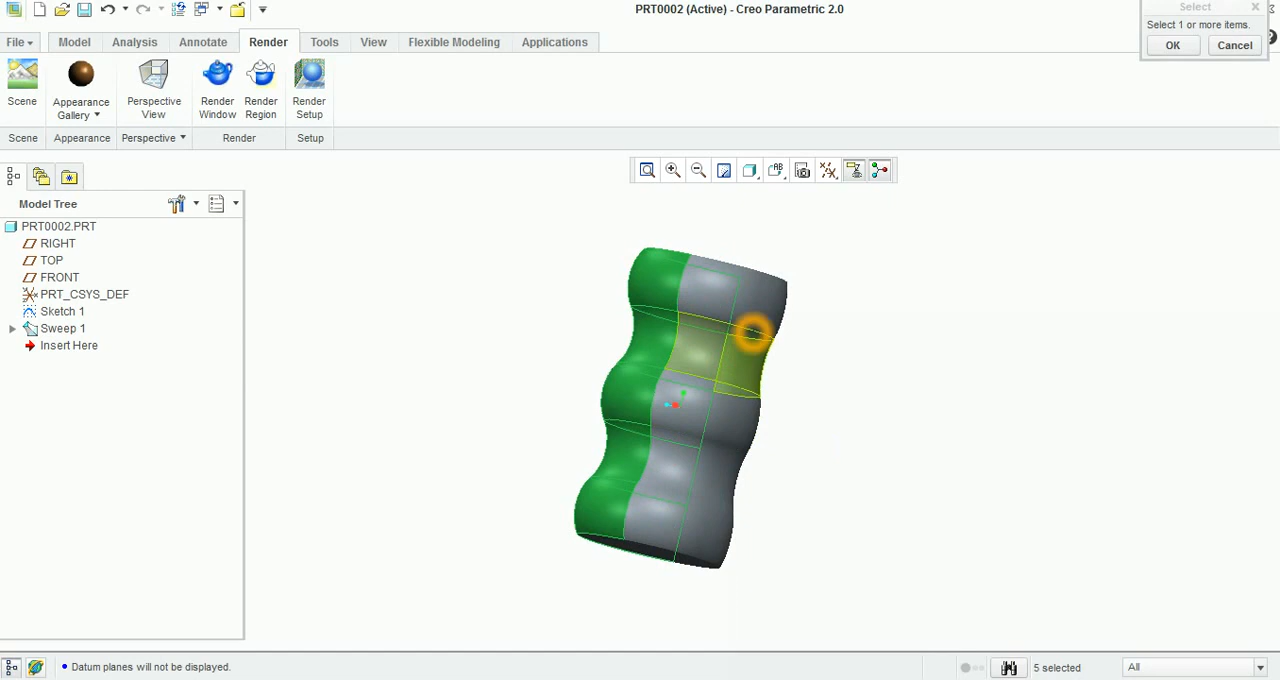 PRT0002 (Active) - Creo Parametric 2.0
Select
Select 1 or more items.
OK Cancel
File Model Analysis Annotate Render Tools View Flexible Modeling Applications
Scene
Appearance Gallery
Perspective View
Render Window
Render Region
Render Setup
Scene Appearance Perspective Render Setup
Model Tree
PRT0002.PRT
RIGHT
TOP
FRONT
PRT_CSYS_DEF
Sketch 1
Sweep 1
Insert Here
Datum planes will not be displayed.
5 selected
All